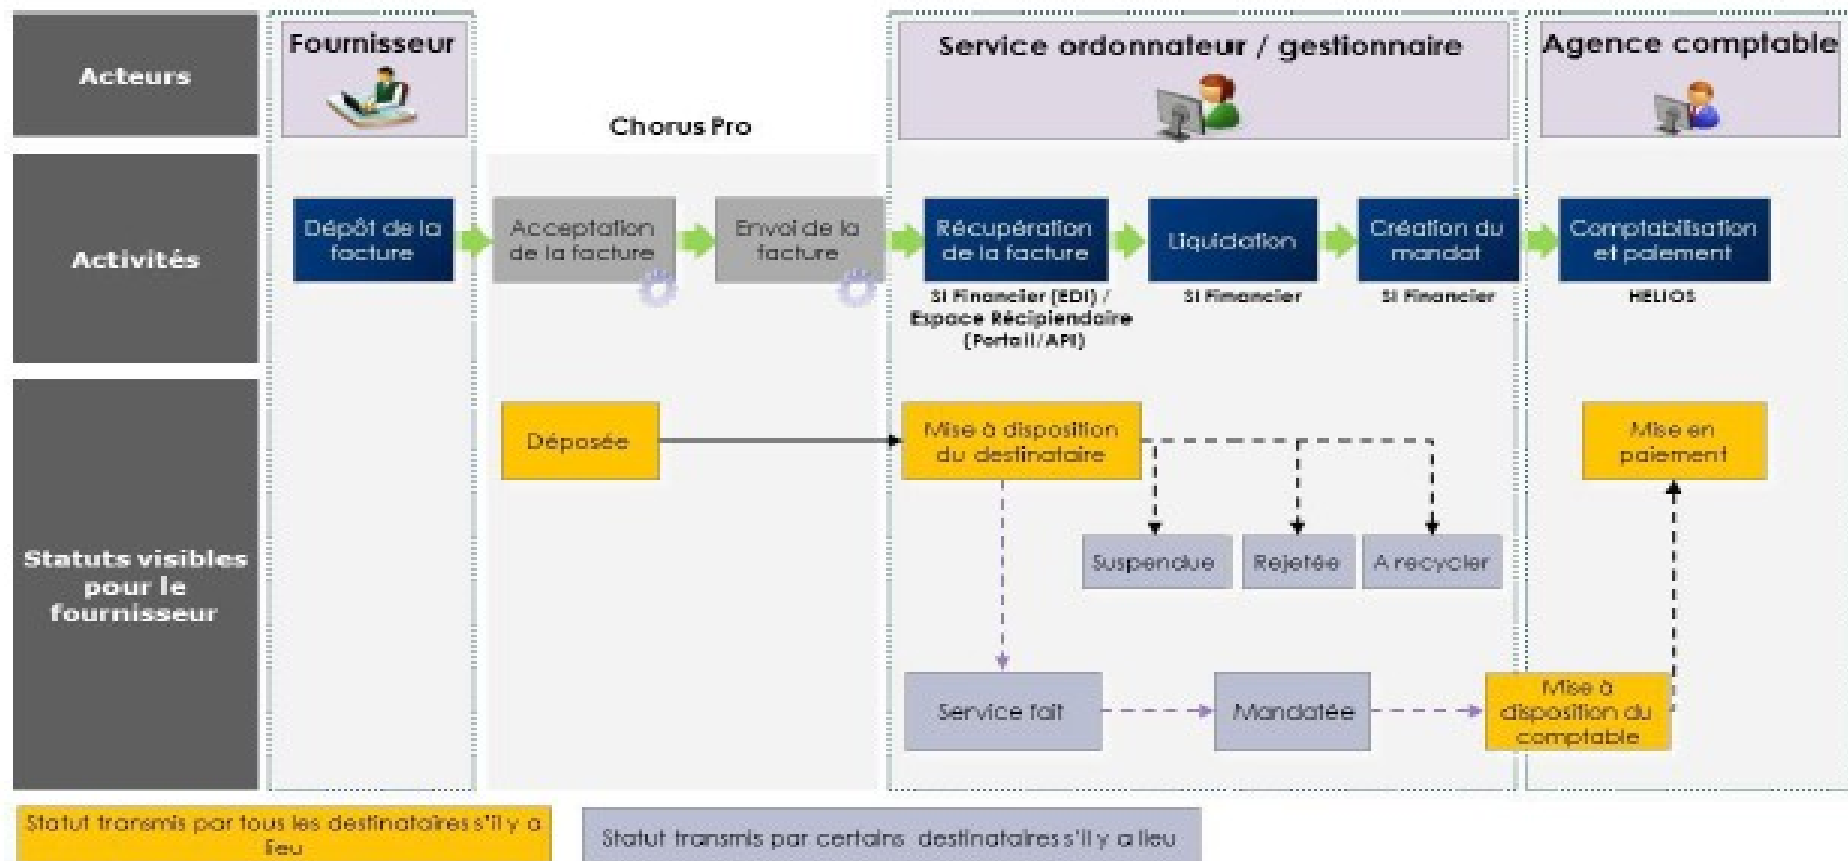 Acteurs
Fournisseur
Chorus Pro
Service ordonnateur / gestionnaire
Agence comptable
Activités
Dépôt de la
facture
Acceptation
de la facture
Envoi de la
facture
Récupération
de la facture
SI Financier (EDI) /
Espace Récipiendaire
(Portail/API)
Liquidation
SI Financier
Création du
mandat
SI Financier
Comptabilisation
et paiement
HELIOS
Statuts visibles
pour le
fournisseur
Déposée
Mise à disposition
du destinataire
Mise en
paiement
Suspendue
Rejetée
A recycler
Service fait
Mandatée
Mise à
disposition du
comptable
Statut transmis par tous les destinataires s'il y a
lieu
Statut transmis par certains destinataires s'il y a lieu